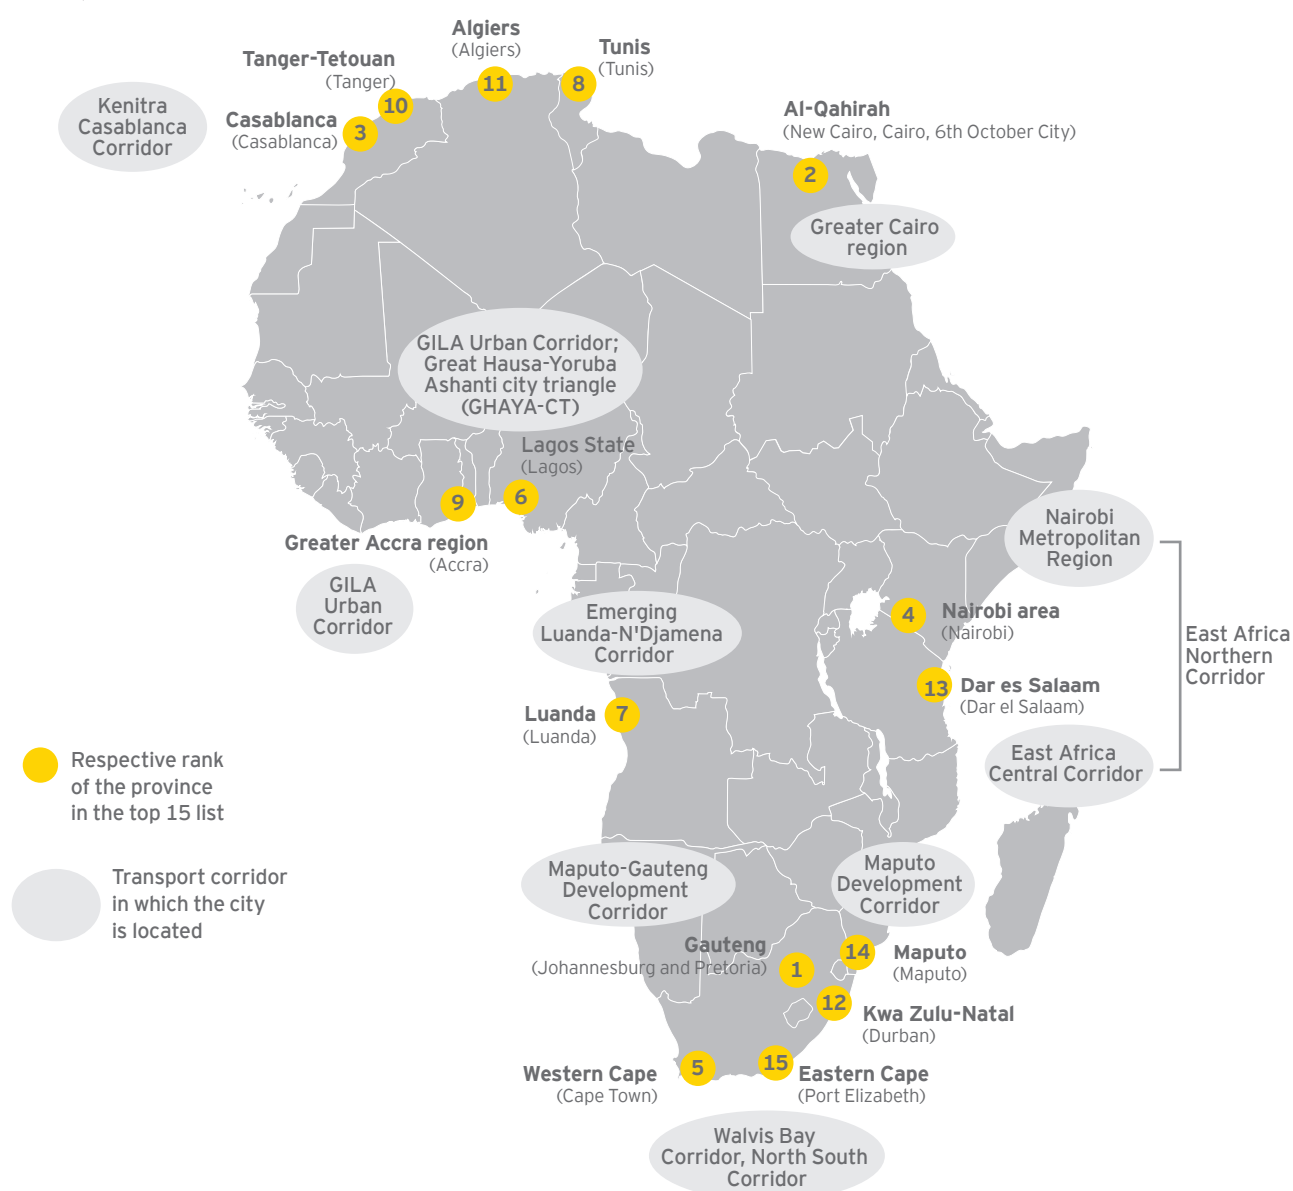 Algiers
(Algiers)
11
Tunis
(Tunis)
8
Tanger-Tetouan
(Tanger)
10
Casablanca
(Casablanca)
3
Kenitra
Casablanca
Corridor
Al-Qahirah
(New Cairo, Cairo, 6th October City)
2
Greater Cairo
region
GILA Urban Corridor;
Great Hausa-Yoruba
Ashanti city triangle
(GHAYA-CT)
Lagos State
(Lagos)
6
9
Greater Accra region
(Accra)
GILA
Urban
Corridor
Nairobi
Metropolitan
Region
Emerging
Luanda-N'Djamena
Corridor
4
Nairobi area
(Nairobi)
East Africa
Northern
Corridor
13
Dar es Salaam
(Dar el Salaam)
Luanda
(Luanda)
7
East Africa
Central Corridor
Respective rank
of the province
in the top 15 list
Transport corridor
in which the city
is located
Maputo-Gauteng
Development
Corridor
Maputo
Development
Corridor
Gauteng
(Johannesburg and Pretoria)
1
14
Maputo
(Maputo)
12
Kwa Zulu-Natal
(Durban)
Western Cape
(Cape Town)
5
15
Eastern Cape
(Port Elizabeth)
Walvis Bay
Corridor, North South
Corridor